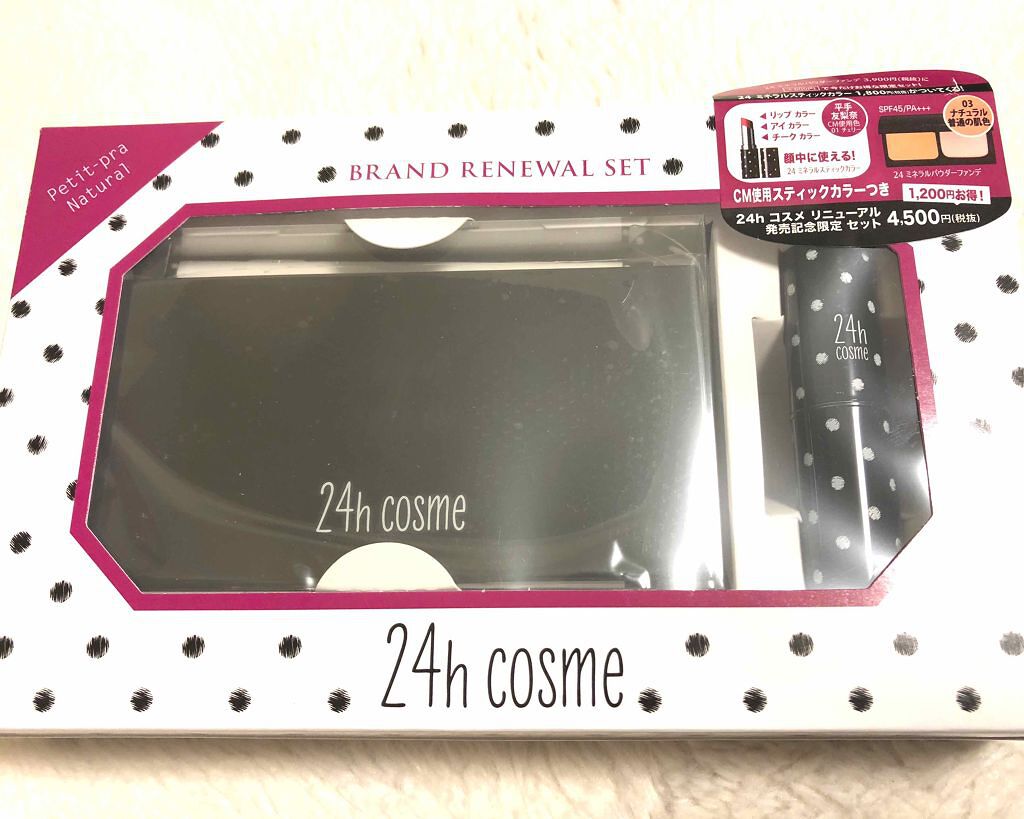 Petit-pra
Natural
BRAND RENEWAL SET
24 ミネラルスティックカラー 1,800円(税抜)がついてくる!
リップ カラー
アイ カラー
チーク カラー
平手
友梨奈
CM使用色
01 チェリー
顔中に使える!
24 ミネラルスティックカラー
SPF45/PA+++
03
ナチュラル
普通の肌色
24 ミネラルパウダーファンデ
CM使用スティックカラーつき
1,200円お得!
24h コスメ リニューアル
発売記念限定 セット 4,500円(税抜)
24h
cosme
24h cosme
24h cosme